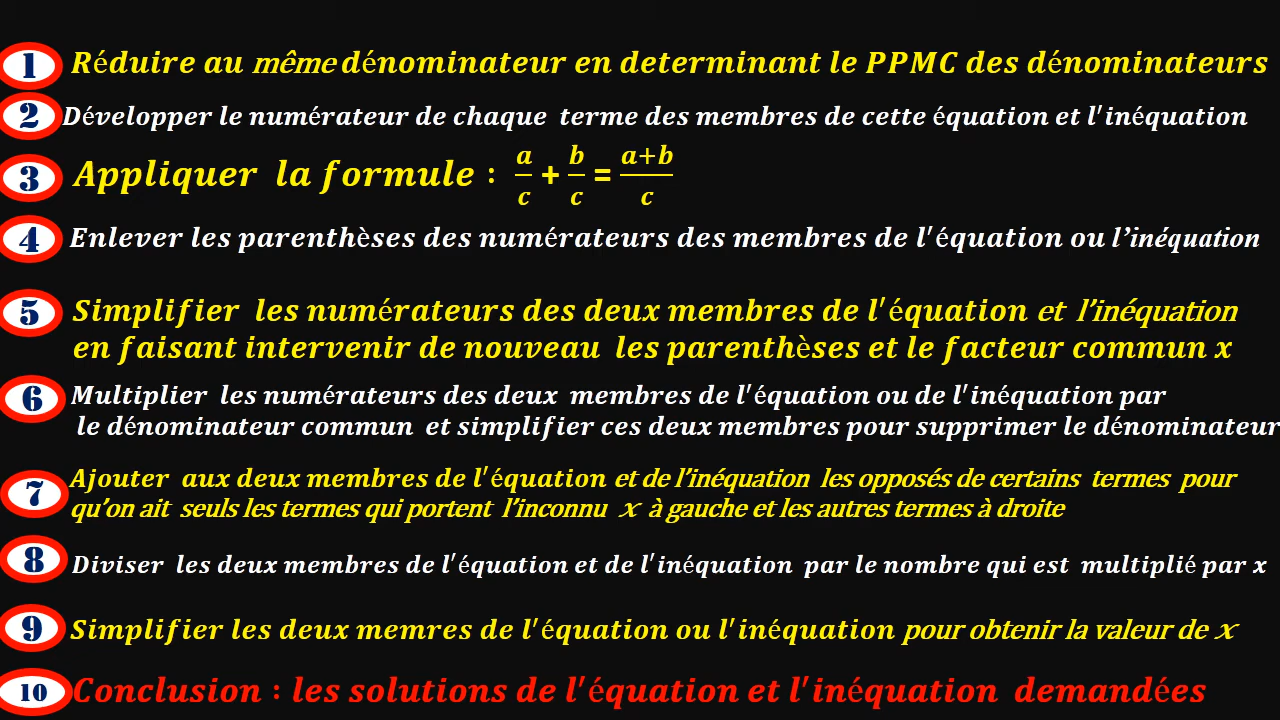 1 Réduire au même dénominateur en determinant le PPMC des dénominateurs
2 Développer le numérateur de chaque terme des membres de cette équation et l'inéquation
3 Appliquer la formule : a/c + b/c = a+b/c
4 Enlever les parenthèses des numérateurs des membres de l'équation ou l'inéquation
5 Simplifier les numérateurs des deux membres de l'équation et l'inéquation
en faisant intervenir de nouveau les parenthèses et le facteur commun x
6 Multiplier les numérateurs des deux membres de l'équation ou de l'inéquation par
le dénominateur commun et simplifier ces deux membres pour supprimer le dénominateur
7 Ajouter aux deux membres de l'équation et de l'inéquation les opposés de certains termes pour
qu'on ait seuls les termes qui portent l'inconnu x à gauche et les autres termes à droite
8 Diviser les deux membres de l'équation et de l'inéquation par le nombre qui est multiplié par x
9 Simplifier les deux memres de l'équation ou l'inéquation pour obtenir la valeur de x
10 Conclusion : les solutions de l'équation et l'inéquation demandées